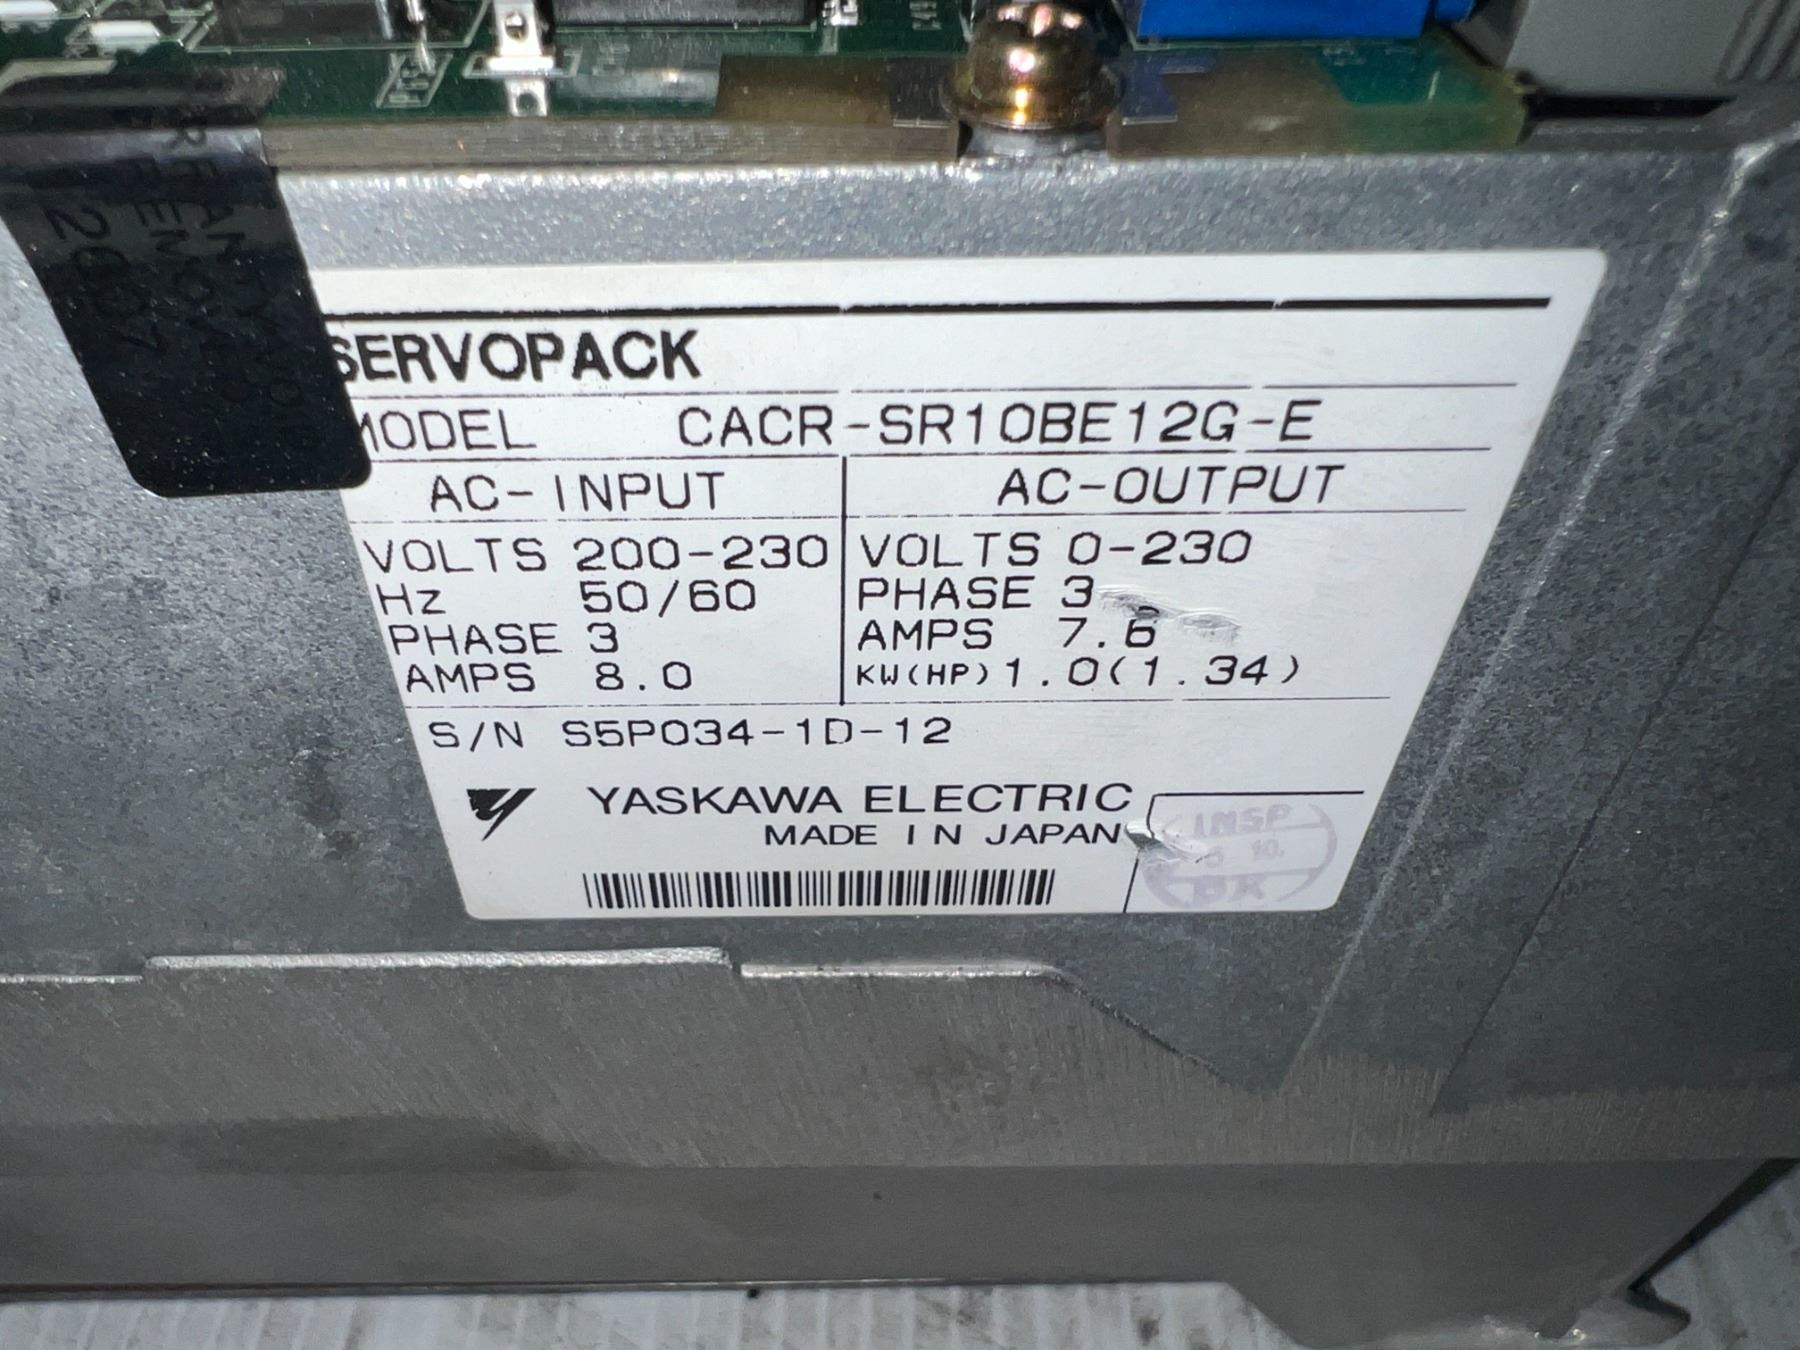 2007
SERVOPACK
MODEL CACR-SR10BE12G-E
AC-INPUT AC-OUTPUT
VOLTS 200-230 VOLTS 0-230
Hz 50/60 PHASE 3
PHASE 3 AMPS 7.6
AMPS 8.0 KW(HP) 1.0(1.34)
S/N S5P034-1D-12
YASKAWA ELECTRIC
MADE IN JAPAN
INSP
10.